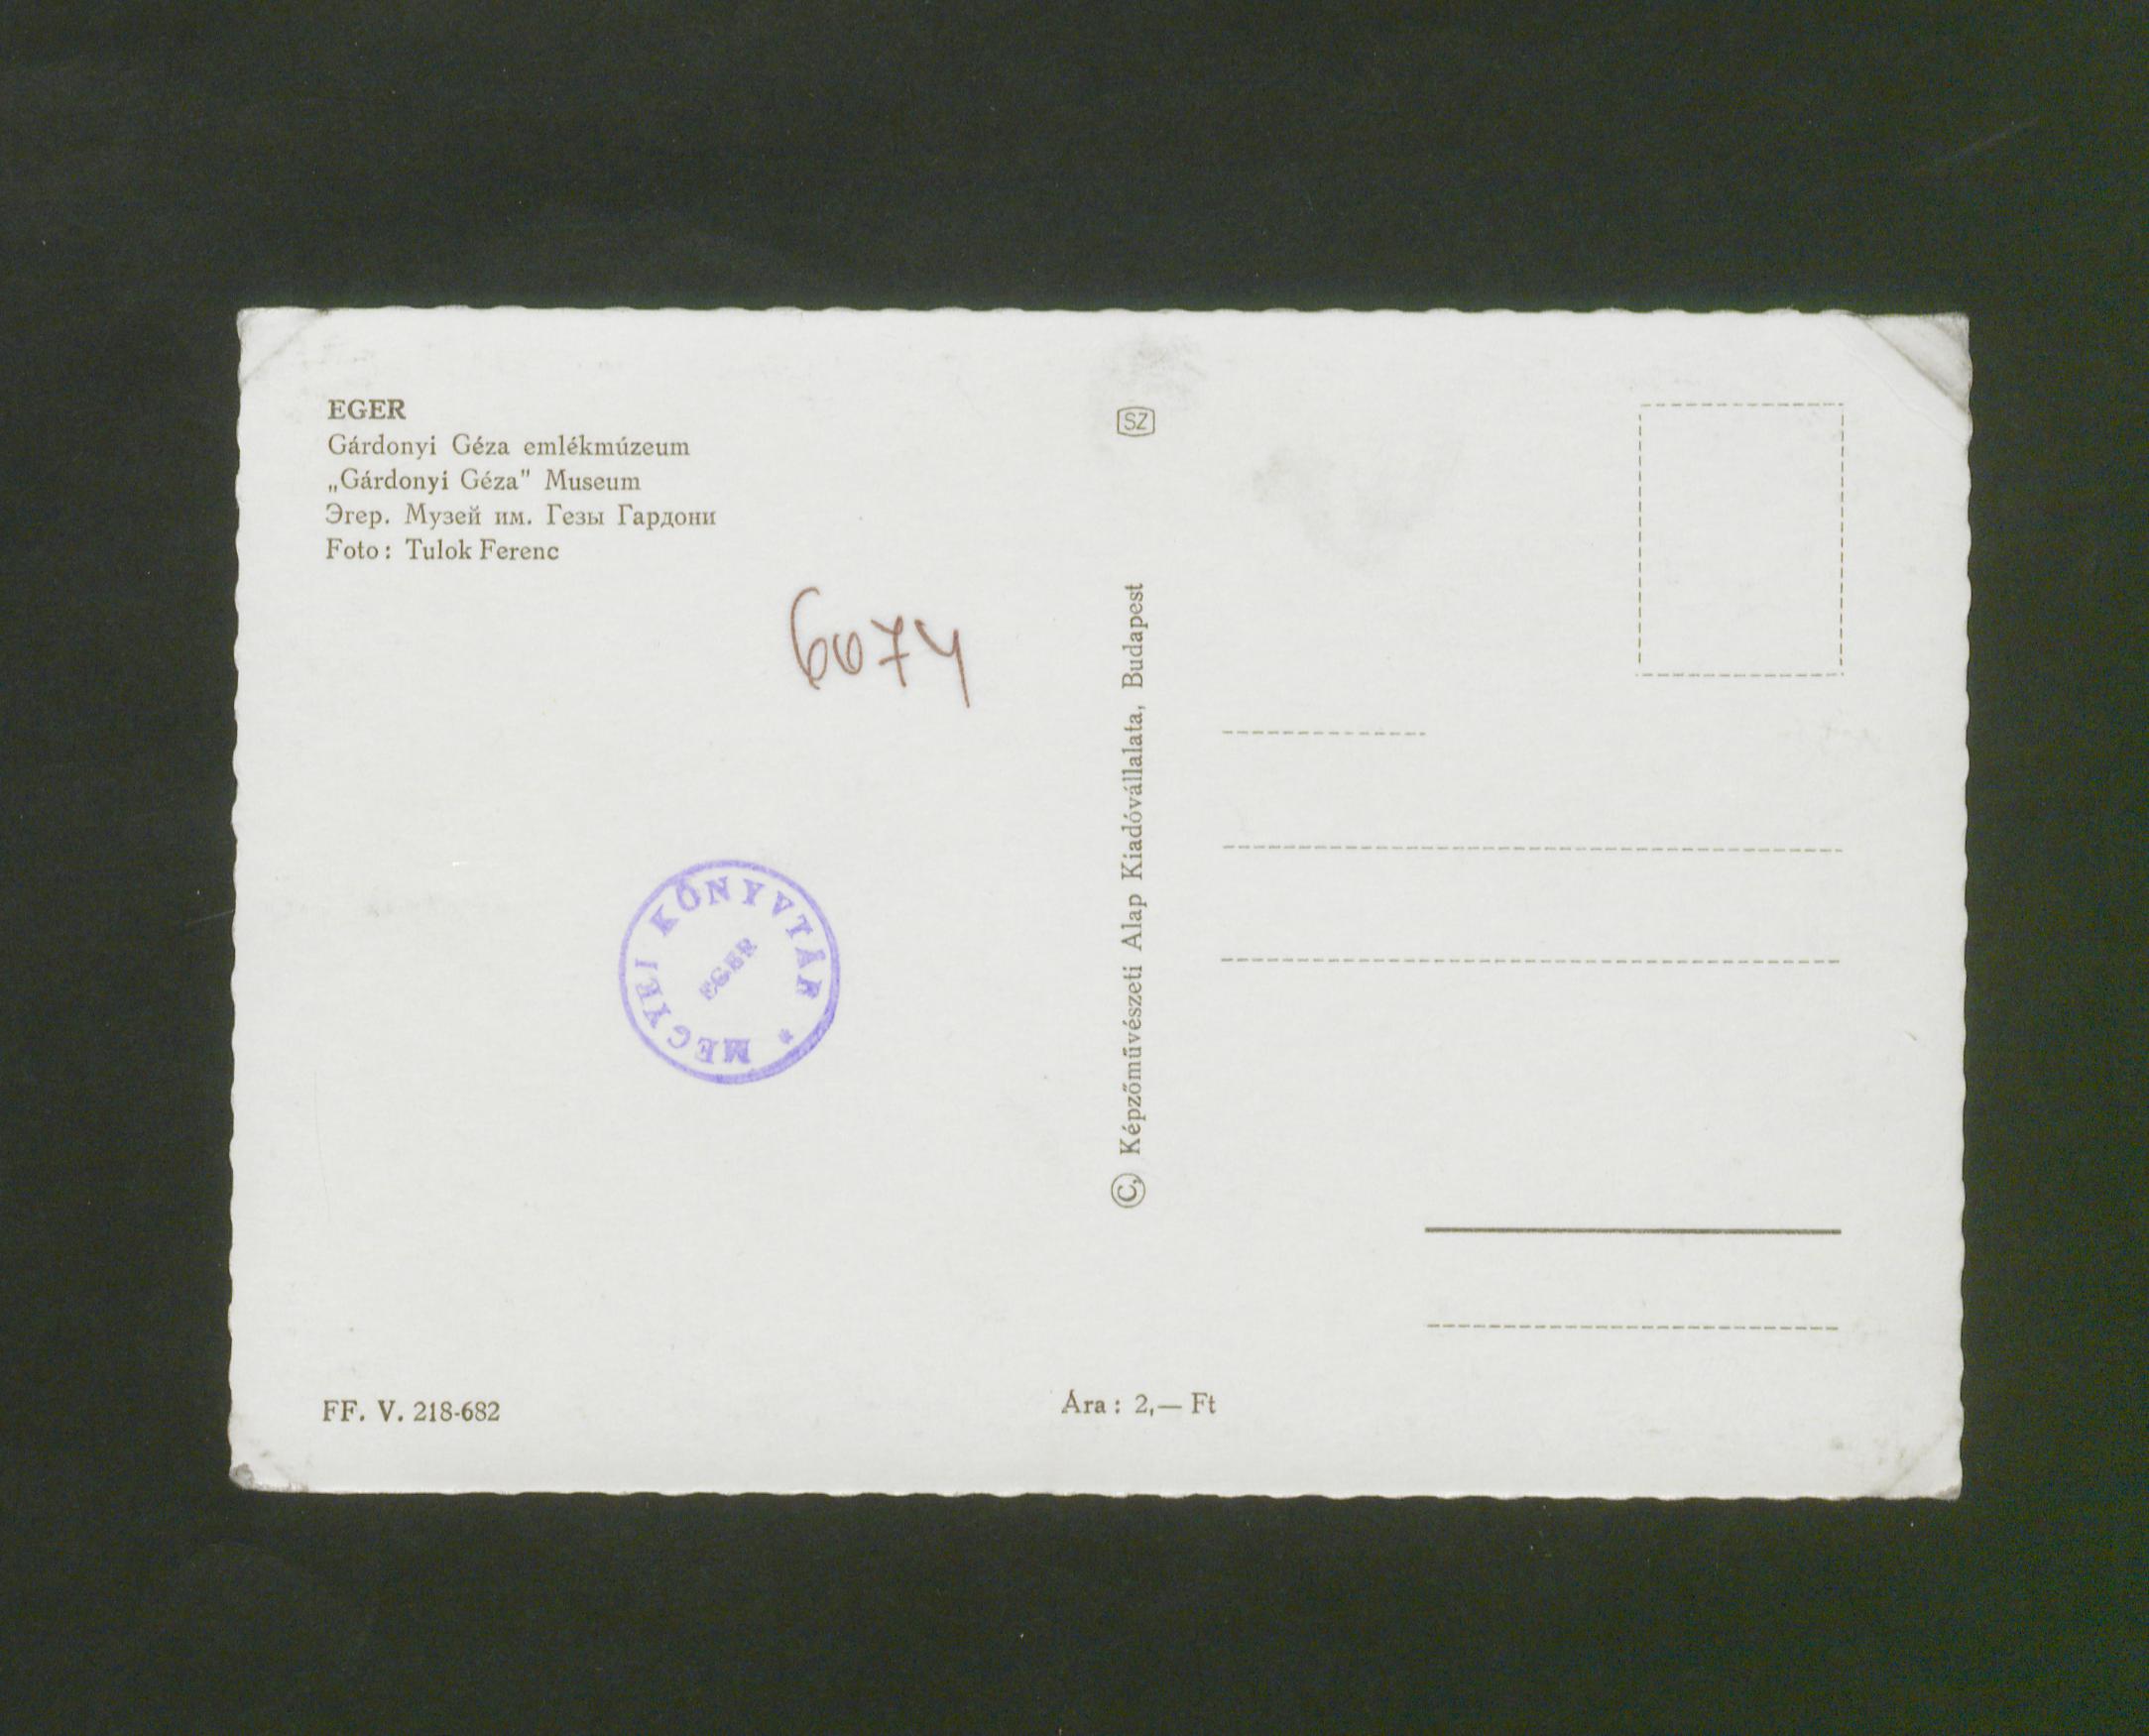 EGER
Gárdonyi Géza emlékmúzeum
„Gárdonyi Géza" Museum
Эгер. Музей им. Гезы Гардони
Foto: Tulok Ferenc
6074
MEGYEI KÖNYVTÁR *
EGER
FF. V. 218-682
SZ
© Képzőművészeti Alap Kiadóvállalata, Budapest
Ára: 2,— Ft